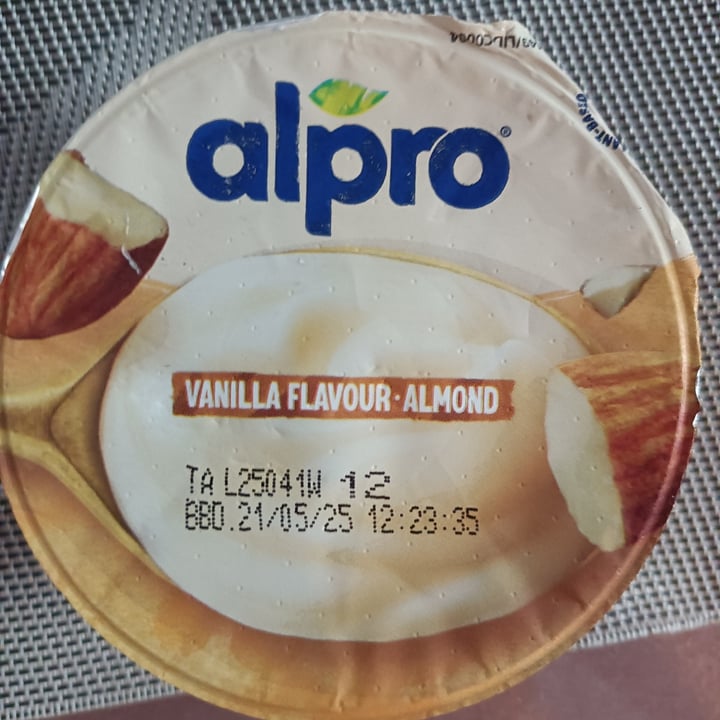 alpro®
VANILLA FLAVOUR · ALMOND
TA L25041W 12
BBD.21/05/25 12:23:35